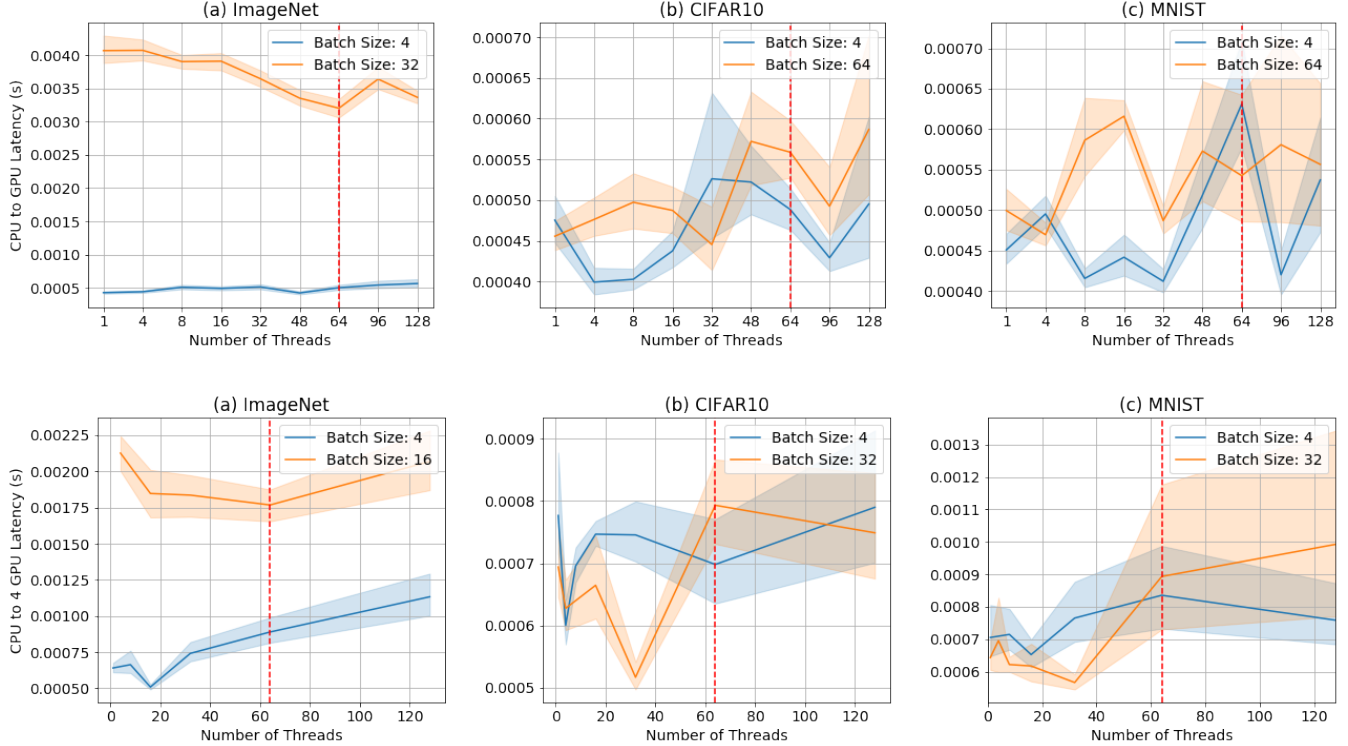 (a) ImageNet
(b) CIFAR10
(c) MNIST
CPU to GPU Latency (s)
0.0040
0.0035
0.0030
0.0025
0.0020
0.0015
0.0010
0.0005
Batch Size: 4
Batch Size: 32
1 4 8 16 32 48 64 96 128
Number of Threads
0.00070
0.00065
0.00060
0.00055
0.00050
0.00045
0.00040
Batch Size: 4
Batch Size: 64
1 4 8 16 32 48 64 96 128
Number of Threads
0.00070
0.00065
0.00060
0.00055
0.00050
0.00045
0.00040
Batch Size: 4
Batch Size: 64
1 4 8 16 32 48 64 96 128
Number of Threads
(a) ImageNet
(b) CIFAR10
(c) MNIST
CPU to 4 GPU Latency (s)
0.00225
0.00200
0.00175
0.00150
0.00125
0.00100
0.00075
0.00050
Batch Size: 4
Batch Size: 16
0 20 40 60 80 100 120
Number of Threads
0.0009
0.0008
0.0007
0.0006
0.0005
Batch Size: 4
Batch Size: 32
0 20 40 60 80 100 120
Number of Threads
0.0013
0.0012
0.0011
0.0010
0.0009
0.0008
0.0007
0.0006
Batch Size: 4
Batch Size: 32
0 20 40 60 80 100 120
Number of Threads